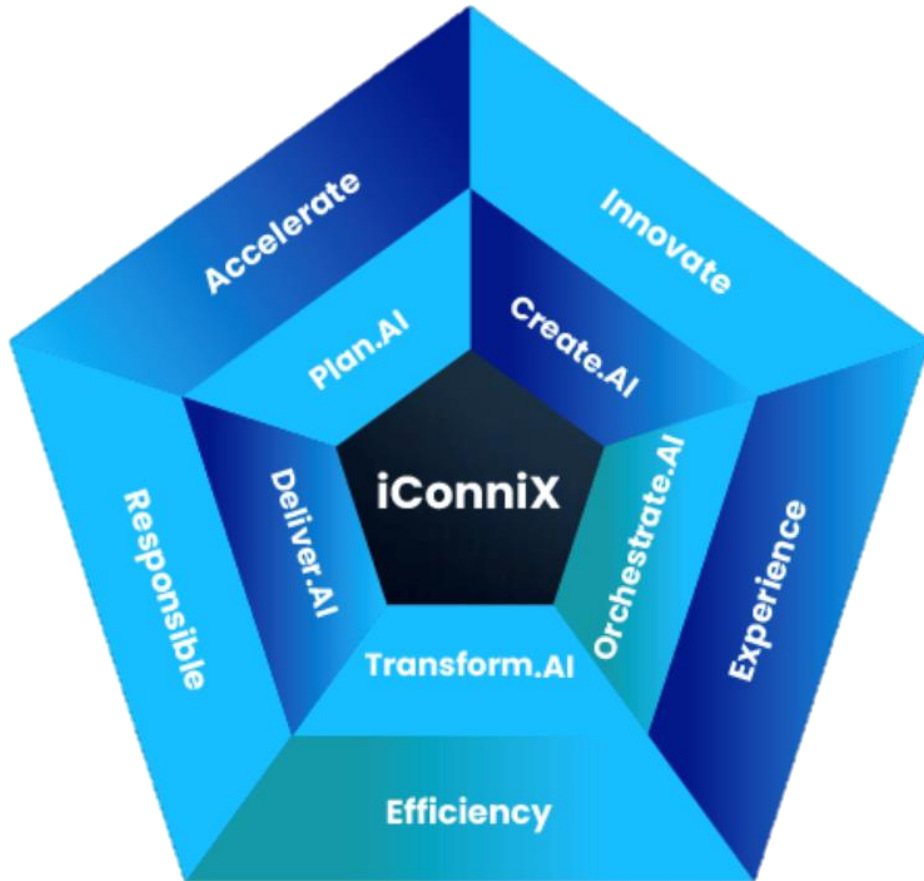 Accelerate
Innovate
Plan.AI
Create.AI
iConniX
Deliver.AI
Orchestrate.AI
Responsible
Experience
Transform.AI
Efficiency